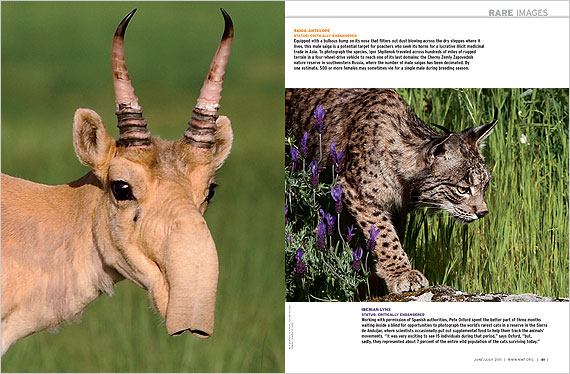 RARE IMAGES
SAIGA ANTELOPE
STATUS: CRITICALLY ENDANGERED
Equipped with a bulbous hump on its nose that filters out dust blowing across the dry steppes where it
lives, this male saiga is a potential target for poachers who seek its horns for a lucrative illicit medicinal
trade in Asia. To photograph the species, Igor Shpilenok traveled across hundreds of miles of rugged
terrain in a four-wheel drive vehicle to reach one of its last domains: the Cherny Zemly Zapovednik
nature reserve in southwestern Russia, where the number of male saigas has been decimated. By
one estimate, 500 or more females may sometimes vie for a single male during breeding season.
IBERIAN LYNX
STATUS: CRITICALLY ENDANGERED
Working with permission of Spanish authorities, Pete Oxford spent the better part of three months
waiting inside a blind for opportunities to photograph the world's rarest cats in a reserve in the Sierra
de Andujar, where scientists occasionally put out supplemental food to help them track the animals'
movements. "It was very exciting to see 15 individuals during that period," says Oxford, "but,
sadly, they represented about 7 percent of the entire wild population of the cats surviving today."
JUNE/JULY 2011 | WWW.NWF.ORG |